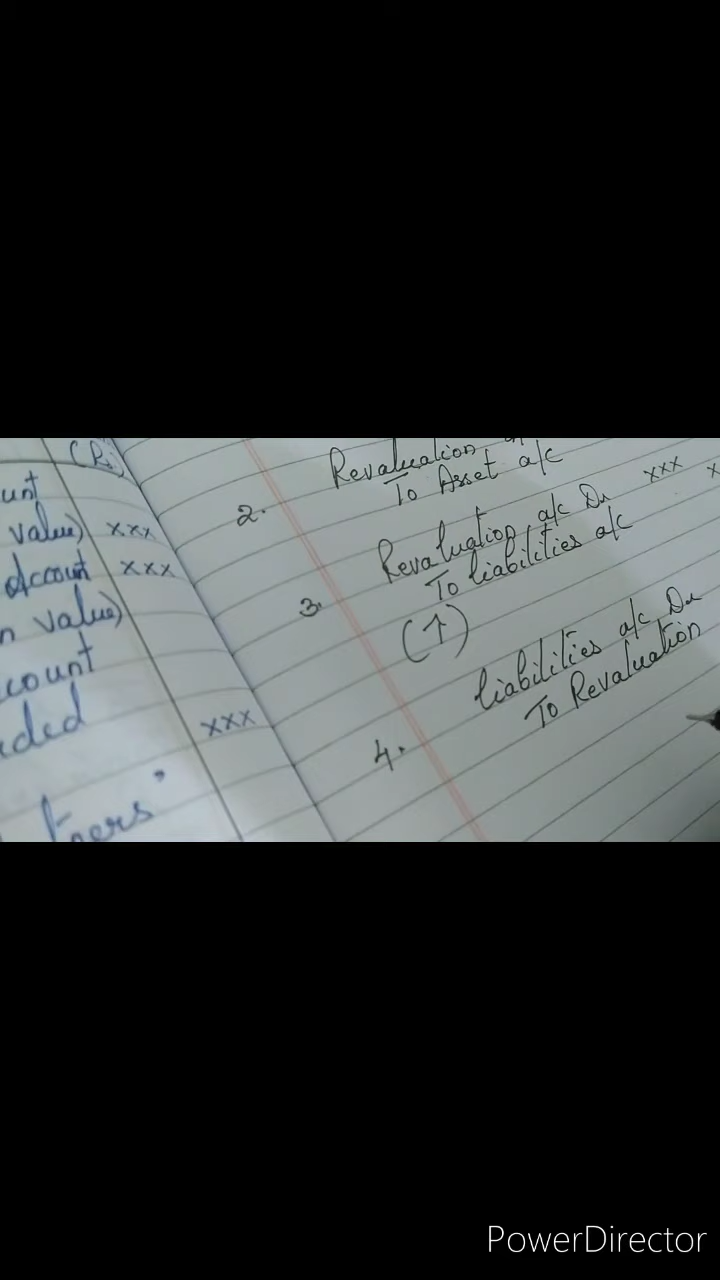 (R
unt
value) xxx
Account xxx
n value)
count
ded
xxx
tners"
Revaluation
2. To Asset a/c
xxx
Revaluation a/c Dr
3. To liabilities a/c
(↑)
liabilities a/c Dr
4. To Revaluation
PowerDirector